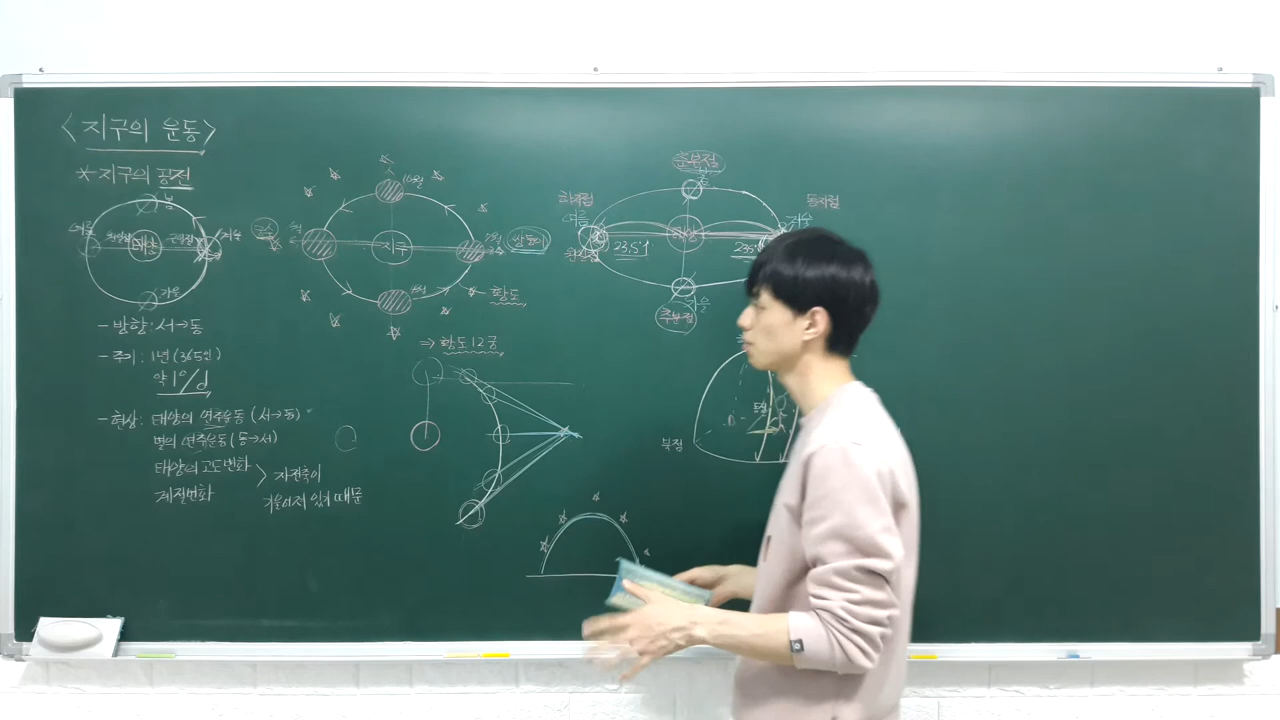 <지구의 운동>
*지구의 공전
봄
여름
태양
겨울
가을
- 방향: 서→동
- 주기: 1년(365일)
약 1°/d
- 현상: 태양의 연주운동 (서→동)
별의 연주운동 (동→서)
태양의 고도변화
계절변화
> 자전축이
기울어져 있기 때문
지구
쌍둥이
황도
⇒ 황도 12궁
춘분점
하지점
동지점
여름
겨울
23.5°
가을
추분점
북점